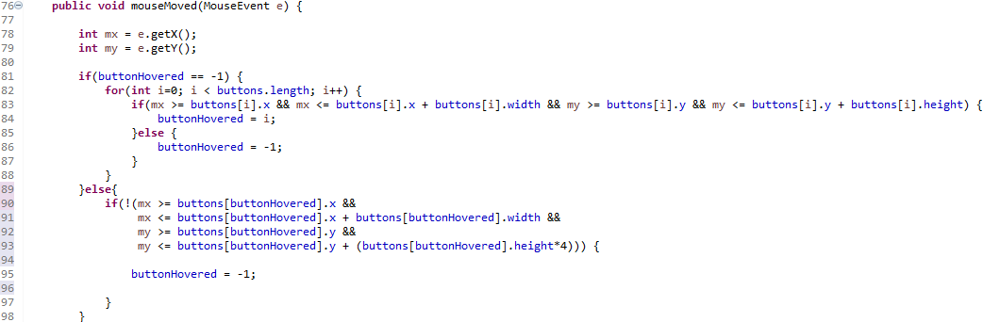 76 public void mouseMoved(MouseEvent e) {
77
78 int mx = e.getX();
79 int my = e.getY();
80
81 if(buttonHovered == -1) {
82 for(int i=0; i < buttons.length; i++) {
83 if(mx >= buttons[i].x && mx <= buttons[i].x + buttons[i].width && my >= buttons[i].y && my <= buttons[i].y + buttons[i].height) {
84 buttonHovered = i;
85 }else {
86 buttonHovered = -1;
87 }
88 }
89 }else{
90 if(!(mx >= buttons[buttonHovered].x &&
91 mx <= buttons[buttonHovered].x + buttons[buttonHovered].width &&
92 my >= buttons[buttonHovered].y &&
93 my <= buttons[buttonHovered].y + (buttons[buttonHovered].height*4))) {
94
95 buttonHovered = -1;
96
97 }
98 }